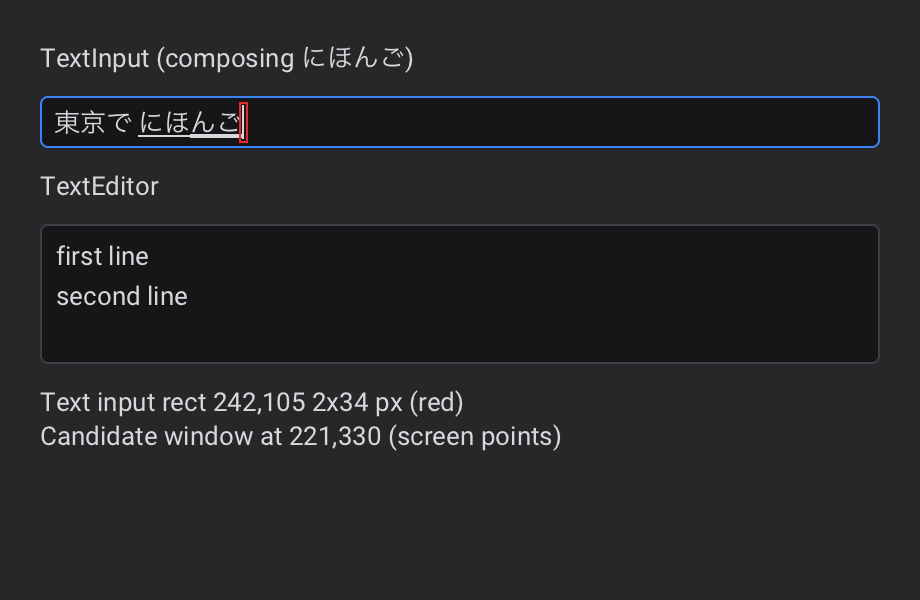 TextInput (composing にほんご)
東京で にほんご
TextEditor
first line
second line
Text input rect 242,105 2x34 px (red)
Candidate window at 221,330 (screen points)